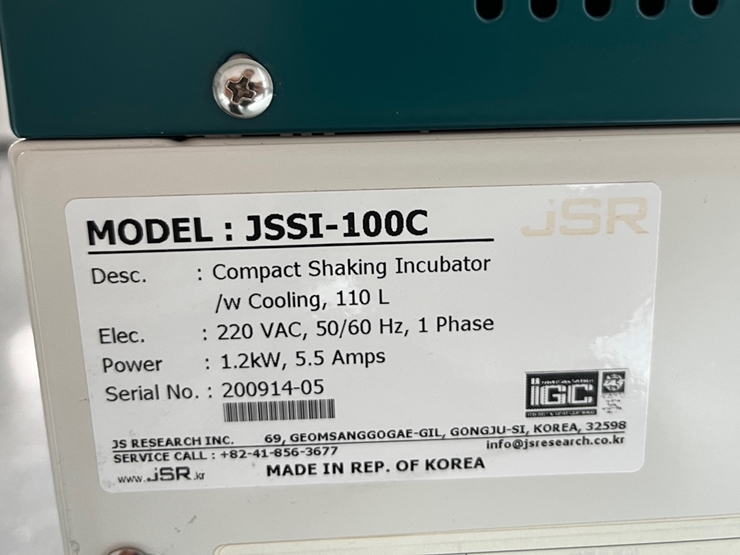 MODEL : JSSI-100C
JSR
Desc. : Compact Shaking Incubator
/w Cooling, 110 L
Elec. : 220 VAC, 50/60 Hz, 1 Phase
Power : 1.2kW, 5.5 Amps
Serial No. : 200914-05
IGC
JS RESEARCH INC. 69, GEOMSANGGOGAE-GIL, GONGJU-SI, KOREA, 32598
SERVICE CALL : +82-41-856-3677 info@jsresearch.co.kr
www.JSR.kr MADE IN REP. OF KOREA